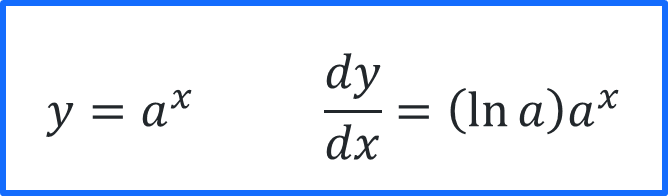 y = a^x    dy/dx = (ln a)a^x